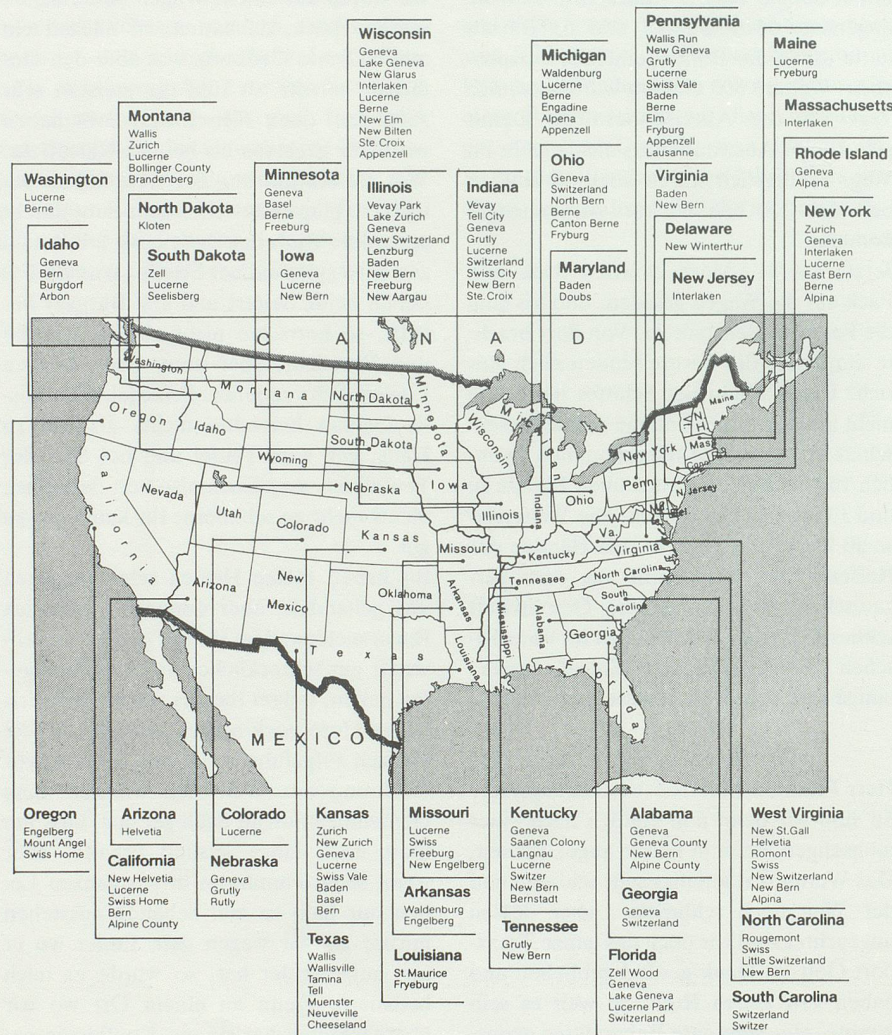 Wisconsin
Geneva
Lake Geneva
New Glarus
Interlaken
Lucerne
Berne
New Elm
New Bilten
Ste. Croix
Appenzell
Michigan
Waldenburg
Lucerne
Berne
Engadine
Alpena
Appenzell
Pennsylvania
Wallis Run
New Geneva
Grutly
Lucerne
Swiss Vale
Baden
Berne
Elm
Fryburg
Appenzell
Lausanne
Maine
Lucerne
Fryeburg
Massachusetts
Interlaken
Montana
Wallis
Zurich
Lucerne
Bollinger County
Brandenberg
Washington
Lucerne
Berne
Minnesota
Geneva
Basel
Berne
Freeburg
Illinois
Vevay Park
Lake Zurich
Geneva
New Switzerland
Lenzburg
Baden
New Bern
Freeburg
New Aargau
Indiana
Vevay
Tell City
Geneva
Grutly
Lucerne
Switzerland
Swiss City
New Bern
Ste. Croix
Ohio
Geneva
Switzerland
North Bern
Berne
Canton Berne
Fryburg
Virginia
Baden
New Bern
Rhode Island
Geneva
Alpena
New York
Zurich
Geneva
Interlaken
Lucerne
East Bern
Berne
Alpina
North Dakota
Kloten
Idaho
Geneva
Bern
Burgdorf
Arbon
South Dakota
Zell
Lucerne
Seelisberg
Iowa
Geneva
Lucerne
New Bern
Maryland
Baden
Doubs
Delaware
New Winterthur
New Jersey
Interlaken
CANADA
Washington
Montana
North Dakota
Minnesota
Oregon
Idaho
South Dakota
Wisconsin
Michigan
Maine
N.H.
Mas.
New York
Wyoming
Nebraska
Iowa
Penn.
N.Jersey
California
Nevada
Utah
Colorado
Kansas
Illinois
Indiana
Ohio
W.
Va.
Virginia
Del.
Missouri
Kentucky
Arizona
New
Mexico
Oklahoma
Arkansas
Tennessee
North Carolina
South
Carolina
Mississippi
Alabama
Georgia
Texas
Louisiana
Florida
MEXICO
Oregon
Engelberg
Mount Angel
Swiss Home
Arizona
Helvetia
California
New Helvetia
Lucerne
Swiss Home
Bern
Alpine County
Colorado
Lucerne
Nebraska
Geneva
Grutly
Rutly
Kansas
Zurich
New Zurich
Geneva
Lucerne
Swiss Vale
Baden
Basel
Bern
Texas
Wallis
Wallisville
Tamina
Tell
Muenster
Neuveville
Cheeseland
Missouri
Lucerne
Swiss
Freeburg
New Engelberg
Arkansas
Waldenburg
Engelberg
Louisiana
St. Maurice
Fryeburg
Kentucky
Geneva
Saanen Colony
Langnau
Lucerne
Switzer
New Bern
Bernstadt
Tennessee
Grutly
New Bern
Alabama
Geneva
Geneva County
New Bern
Alpine County
Georgia
Geneva
Switzerland
Florida
Zell Wood
Geneva
Lake Geneva
Lucerne Park
Switzerland
West Virginia
New St.Gall
Helvetia
Romont
Swiss
New Switzerland
New Bern
Alpina
North Carolina
Rougemont
Swiss
Little Switzerland
New Bern
South Carolina
Switzerland
Switzer